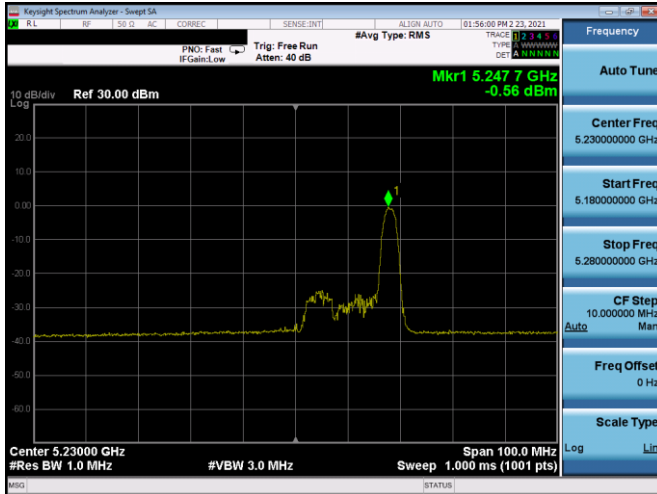 Keysight Spectrum Analyzer - Swept SA
RL RF 50 Ω AC CORREC SENSE:INT ALIGN AUTO 01:56:00 PM 2 23, 2021
#Avg Type: RMS
TRACE 1 2 3 4 5 6
PNO: Fast Trig: Free Run TYPE A WWWWW
IFGain:Low Atten: 40 dB DET A N N N N N
Mkr1 5.247 7 GHz
-0.56 dBm
10 dB/div Ref 30.00 dBm
Log
20.0
10.0
1
0.00
-10.0
-20.0
-30.0
-40.0
-50.0
-60.0
Center 5.23000 GHz Span 100.0 MHz
#Res BW 1.0 MHz #VBW 3.0 MHz Sweep 1.000 ms (1001 pts)
MSG STATUS
Frequency
Auto Tune
Center Freq
5.230000000 GHz
Start Freq
5.180000000 GHz
Stop Freq
5.280000000 GHz
CF Step
10.000000 MHz
Auto Man
Freq Offset
0 Hz
Scale Type
Log Lin